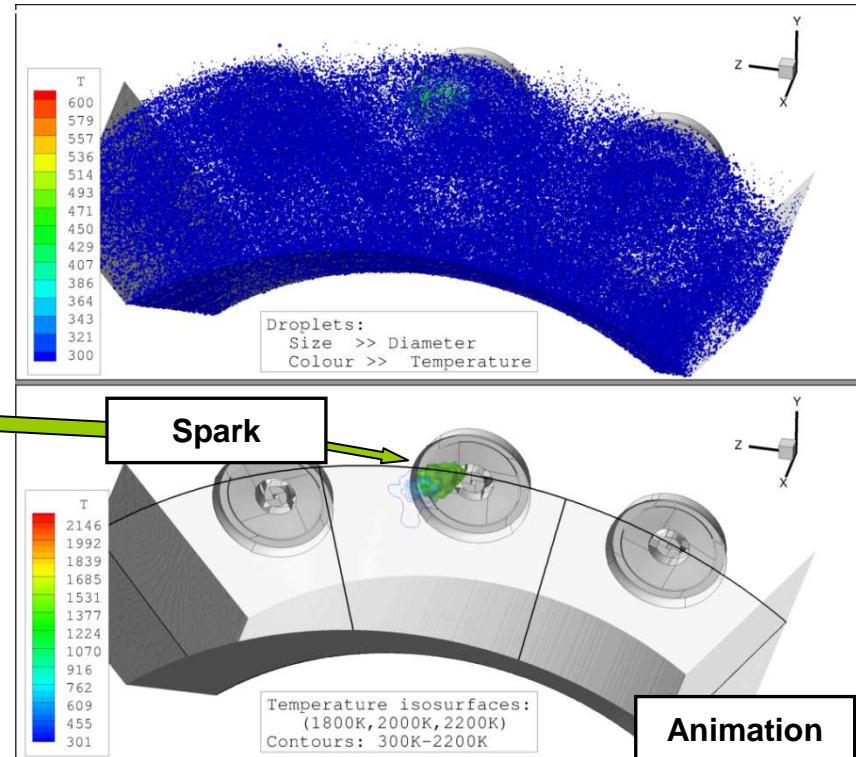 Y
Z
X
T
600
579
557
536
514
493
471
450
429
407
386
364
343
321
300
Droplets:
Size >> Diameter
Colour >> Temperature
Spark
Y
Z
X
T
2146
1992
1839
1685
1531
1377
1224
1070
916
762
609
455
301
Temperature isosurfaces:
(1800K,2000K,2200K)
Contours: 300K-2200K
Animation